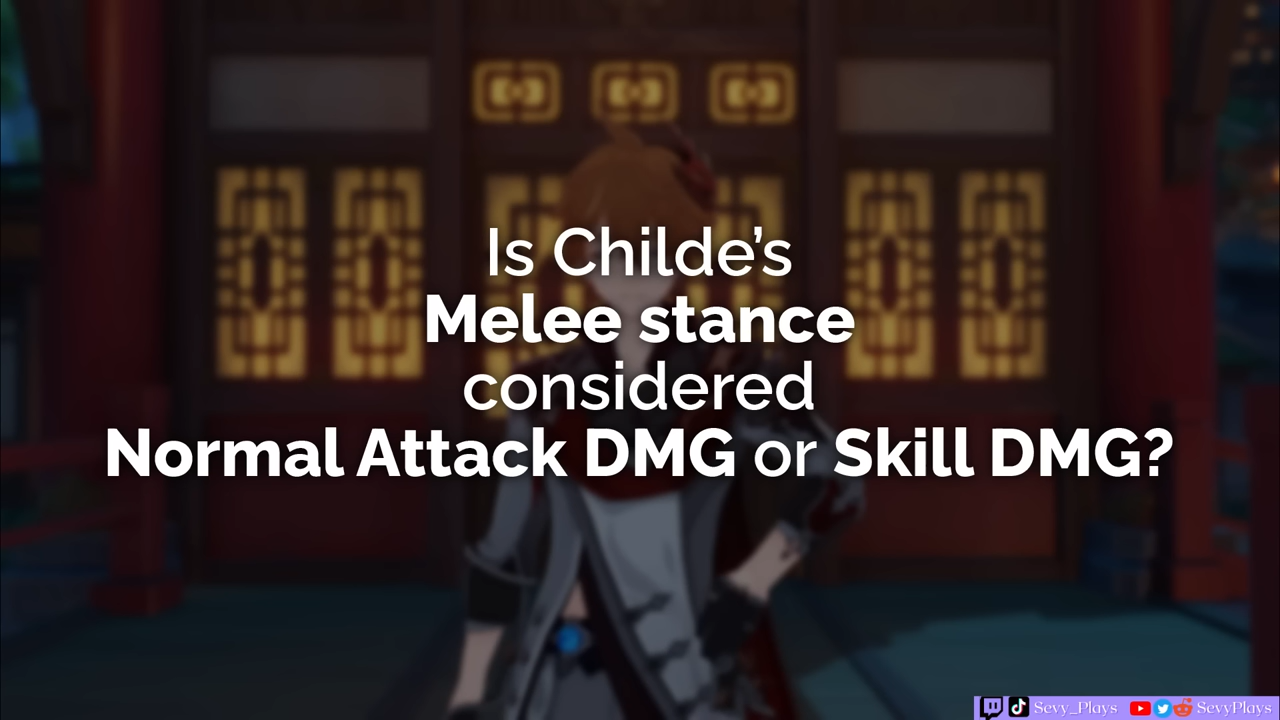 Is Childe’s
Melee stance
considered
Normal Attack DMG or Skill DMG?
Sevy_Plays SevyPlays